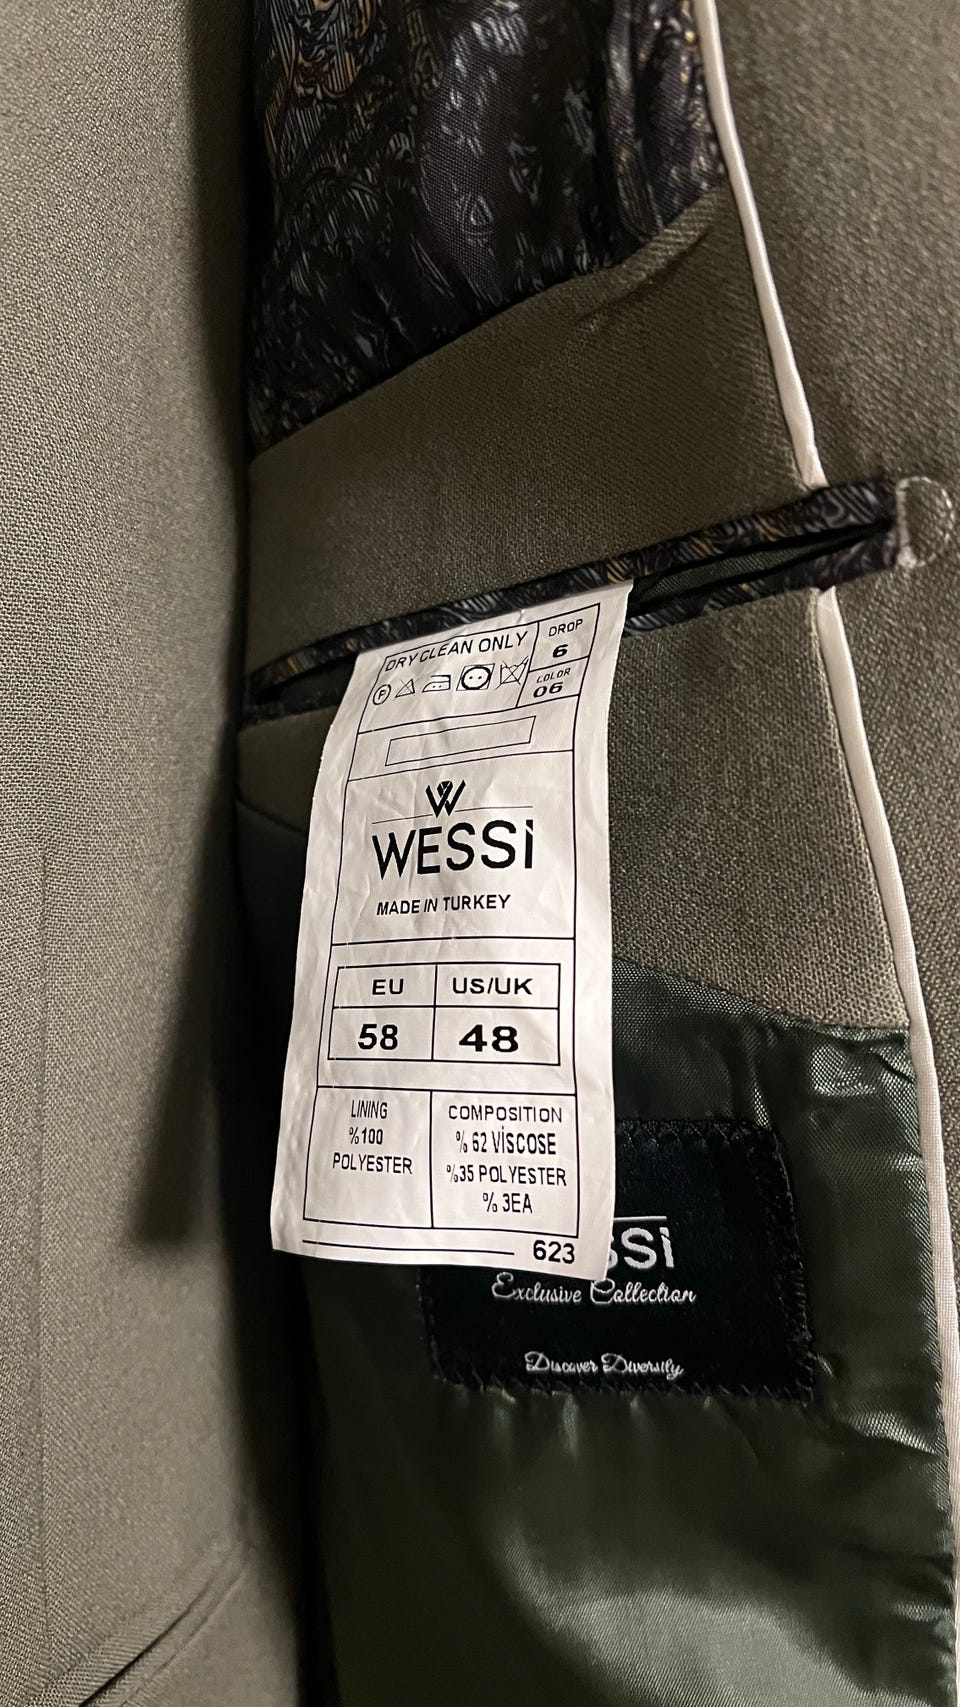 DRY CLEAN ONLY
DROP
6
P
COLOR
06
WESSİ
MADE IN TURKEY
EU
US/UK
58
48
LINING
%100
POLYESTER
COMPOSITION
% 62 VİSCOSE
%35 POLYESTER
% 3EA
623
Exclusive Collection
Discover Diversity